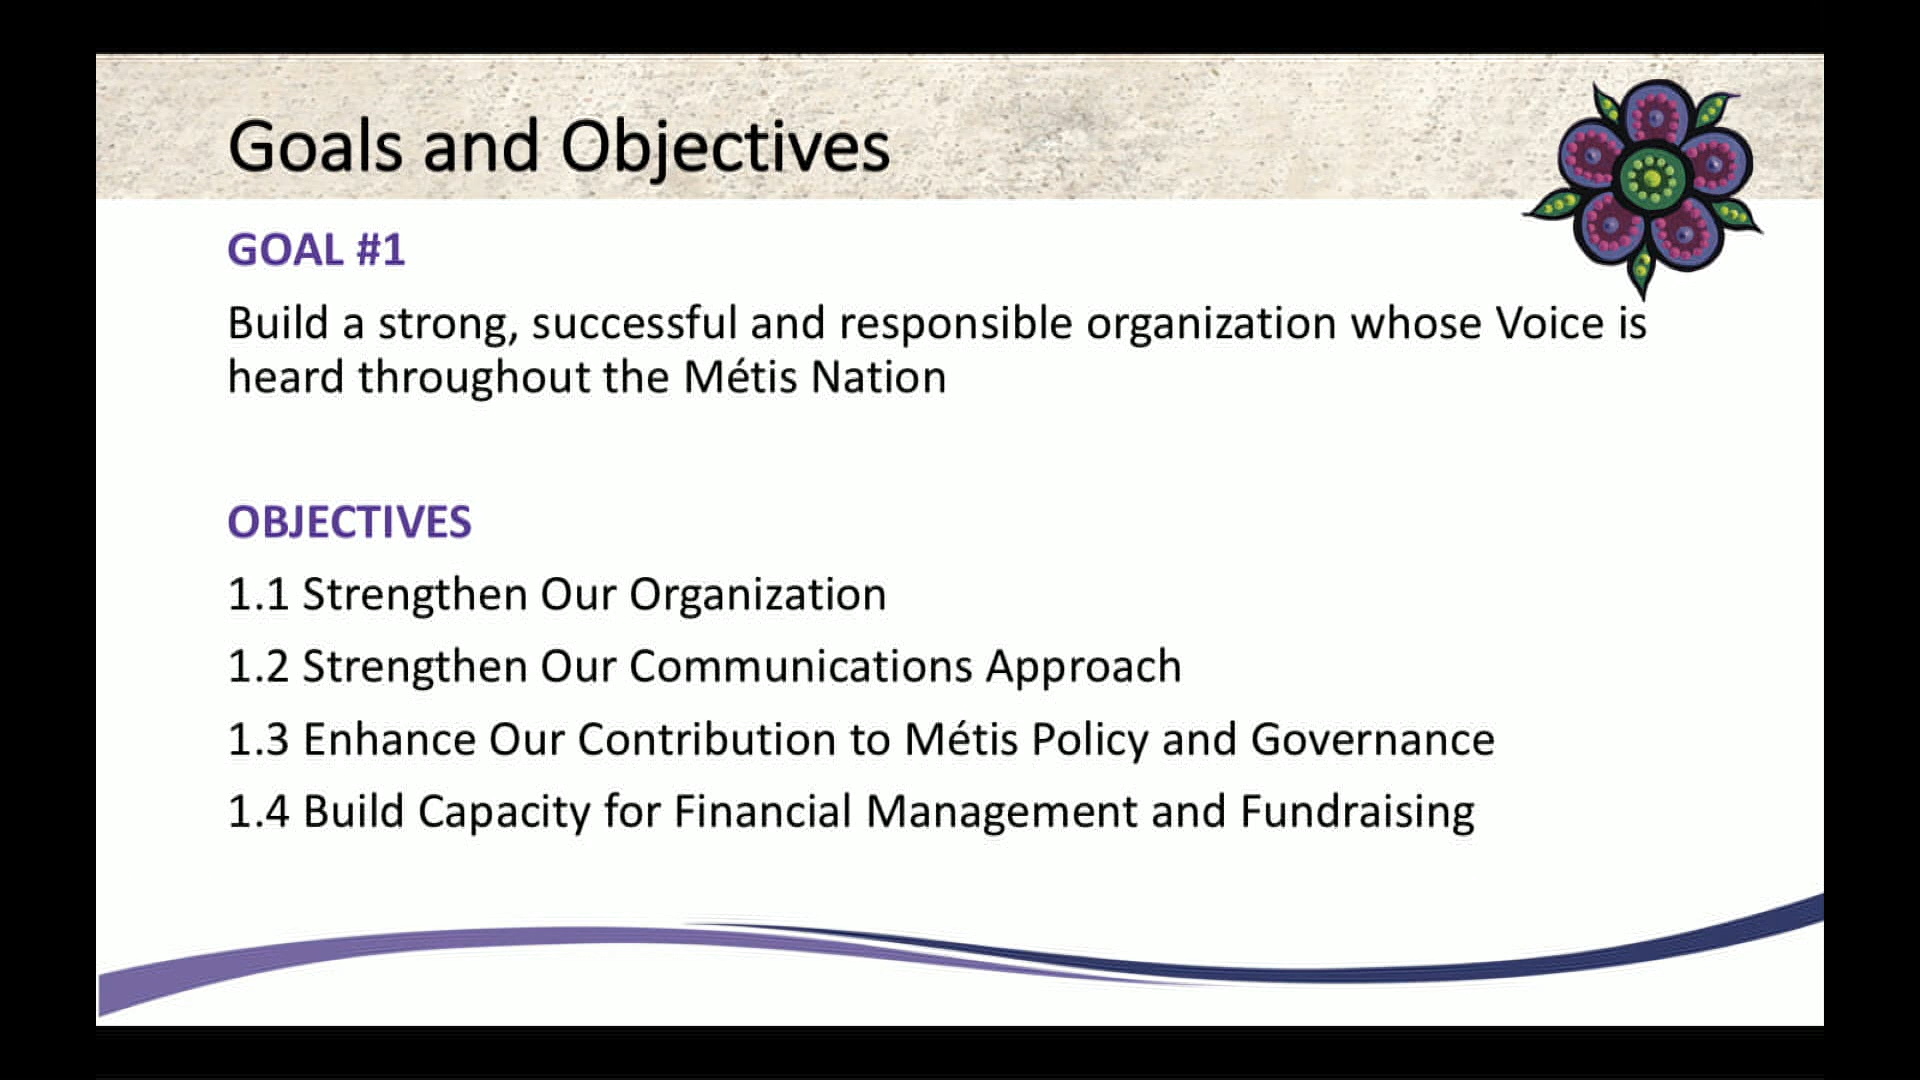 Goals and Objectives
GOAL #1
Build a strong, successful and responsible organization whose Voice is
heard throughout the Métis Nation
OBJECTIVES
1.1 Strengthen Our Organization
1.2 Strengthen Our Communications Approach
1.3 Enhance Our Contribution to Métis Policy and Governance
1.4 Build Capacity for Financial Management and Fundraising